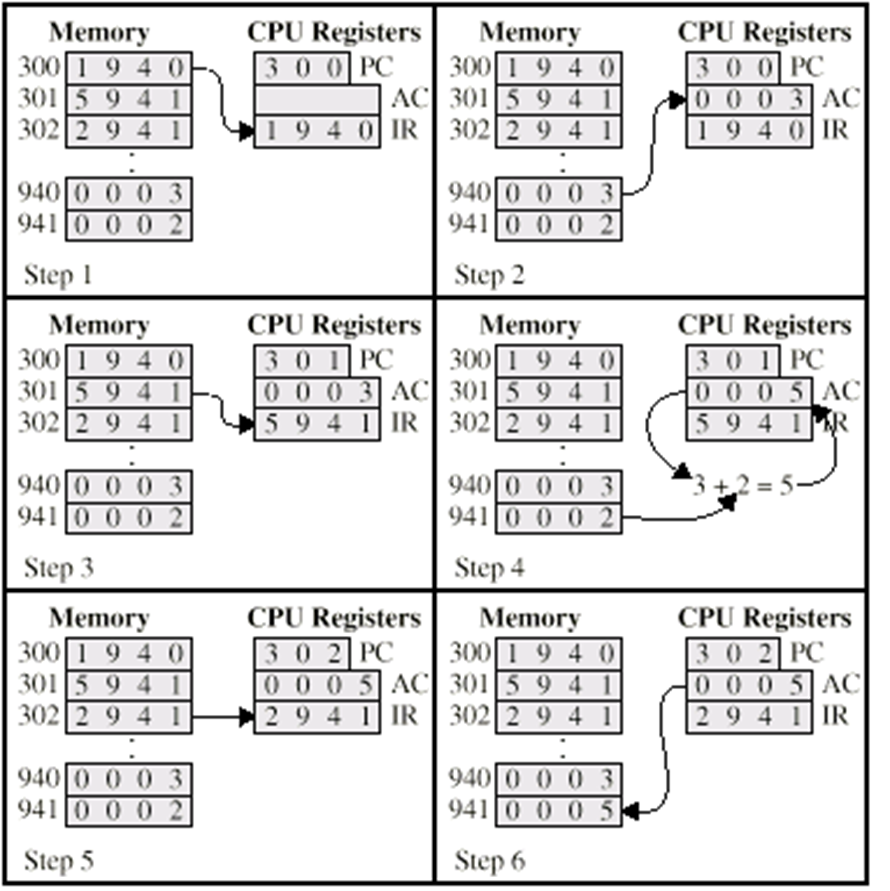 Memory CPU Registers
300 1 9 4 0 3 0 0 PC
301 5 9 4 1 AC
302 2 9 4 1 1 9 4 0 IR
:
940 0 0 0 3
941 0 0 0 2
Step 1
Memory CPU Registers
300 1 9 4 0 3 0 0 PC
301 5 9 4 1 0 0 0 3 AC
302 2 9 4 1 1 9 4 0 IR
:
940 0 0 0 3
941 0 0 0 2
Step 2
Memory CPU Registers
300 1 9 4 0 3 0 1 PC
301 5 9 4 1 0 0 0 3 AC
302 2 9 4 1 5 9 4 1 IR
:
940 0 0 0 3
941 0 0 0 2
Step 3
Memory CPU Registers
300 1 9 4 0 3 0 1 PC
301 5 9 4 1 0 0 0 5 AC
302 2 9 4 1 5 9 4 1 IR
:
940 0 0 0 3 3 + 2 = 5
941 0 0 0 2
Step 4
Memory CPU Registers
300 1 9 4 0 3 0 2 PC
301 5 9 4 1 0 0 0 5 AC
302 2 9 4 1 2 9 4 1 IR
:
940 0 0 0 3
941 0 0 0 2
Step 5
Memory CPU Registers
300 1 9 4 0 3 0 2 PC
301 5 9 4 1 0 0 0 5 AC
302 2 9 4 1 2 9 4 1 IR
:
940 0 0 0 3
941 0 0 0 5
Step 6